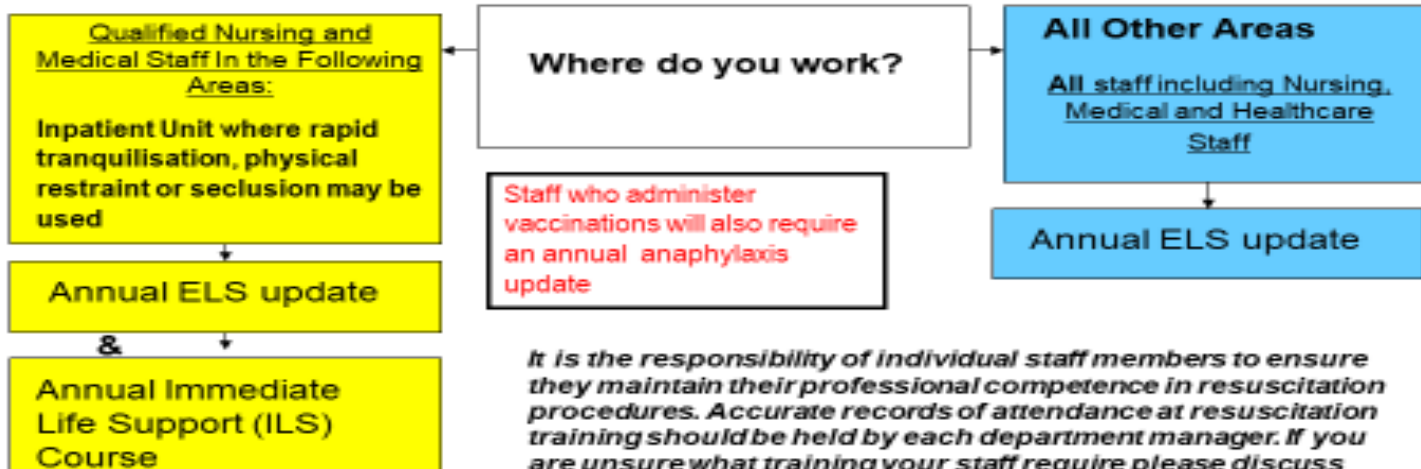 Qualified Nursing and
Medical Staff In the Following
Areas:
Inpatient Unit where rapid
tranquilisation, physical
restraint or seclusion may be
used
Annual ELS update
&
Annual Immediate
Life Support (ILS)
Course
Where do you work?
Staff who administer
vaccinations will also require
an annual anaphylaxis
update
All Other Areas
All staff including Nursing,
Medical and Healthcare
Staff
Annual ELS update
It is the responsibility of individual staff members to ensure
they maintain their professional competence in resuscitation
procedures. Accurate records of attendance at resuscitation
training should be held by each department manager. If you
are unsure what training your staff require please discuss